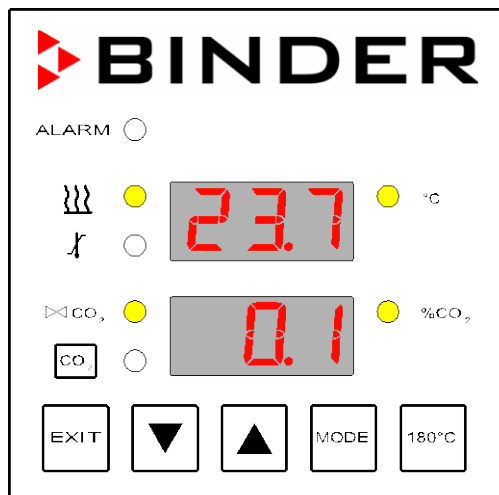 BINDER
ALARM
23.7 °C
CO₂ 0.1 %CO₂
CO₂
EXIT MODE 180°C